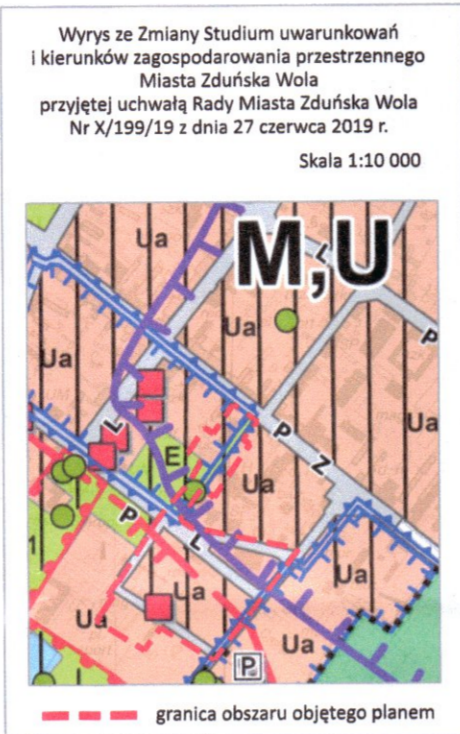 Wyrys ze Zmiany Studium uwarunkowań
i kierunków zagospodarowania przestrzennego
Miasta Zduńska Wola
przyjętej uchwałą Rady Miasta Zduńska Wola
Nr X/199/19 z dnia 27 czerwca 2019 r.
Skala 1:10 000
Ua
M,U
L
Ua
P
Ua
Ua
L
P
E
Z
Ua
P
L
1
Ua
Ua
Ua
Ua
P
granica obszaru objętego planem